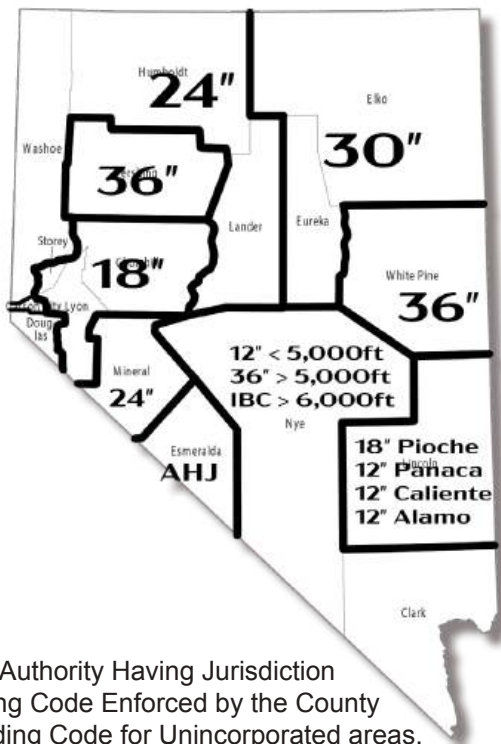 Humboldt
24"
Elko
30"
Washoe
36"
Lander
Eureka
Storey
18"
White Pine
36"
Lyon
Doug
las
Mineral
24"
12" < 5,000ft
36" > 5,000ft
IBC > 6,000ft
Nye
Esmeralda
AHJ
18" Pioche
12" Panaca
12" Caliente
12" Alamo
Clark
Authority Having Jurisdiction
ng Code Enforced by the County
ding Code for Unincorporated areas.